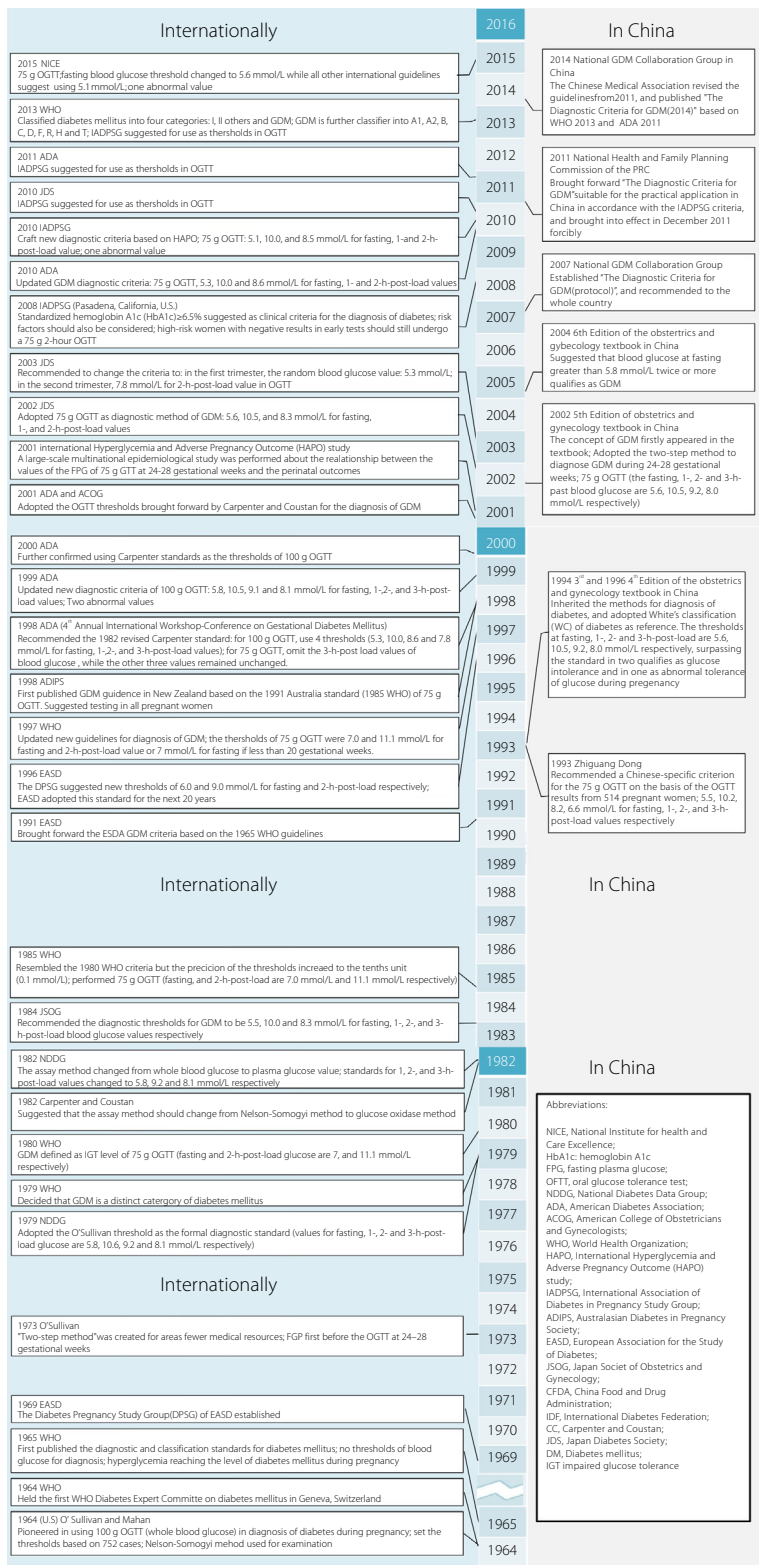 Internationally
2015 NICE
75 g OGTT;fasting blood glucose threshold changed to 5.6 mmol/L while all other international guidelines
suggest using 5.1mmol/L;one abnormal value
2013 WHO
Classified diabetes mellitus into four categories: I, II others and GDM; GDM is further classifier into A1, A2, B,
C, D, F, R, H and T; IADPSG suggested for use as thersholds in OGTT
2011 ADA
IADPSG suggested for use as thersholds in OGTT
2010 JDS
IADPSG suggested for use as thersholds in OGTT
2010 IADPSG
Craft new diagnostic criteria based on HAPO; 75 g OGTT: 5.1, 10.0, and 8.5 mmol/L for fasting, 1-and 2-h-
post-load value; one abnormal value
2010 ADA
Updated GDM diagnostic criteria: 75 g OGTT, 5.3, 10.0 and 8.6 mmol/L for fasting, 1- and 2-h-post-load values
2008 IADPSG (Pasadena, California, U.S.)
Standardized hemoglobin A1c (HbA1c)≥6.5% suggested as clinical criteria for the diagnosis of diabetes; risk
factors should also be considered; high-risk women with negative results in early tests should still undergo
a 75 g 2-hour OGTT
2003 JDS
Recommended to change the criteria to: in the first trimester, the random blood glucose value: 5.3 mmol/L;
in the second trimester, 7.8 mmol/L for 2-h-post-load value in OGTT
2002 JDS
Adopted 75 g OGTT as diagnostic method of GDM: 5.6, 10.5, and 8.3 mmol/L for fasting,
1-, and 2-h-post-load values
2001 international Hyperglycemia and Adverse Pregnancy Outcome (HAPO) study
A large-scale multinational epidemiological study was performed about the realationship between the
values of the FPG of 75 g GTT at 24-28 gestational weeks and the perinatal outcomes
2001 ADA and ACOG
Adopted the OGTT thresholds brought forward by Carpenter and Coustan for the diagnosis of GDM
2000 ADA
Further confirmed using Carpenter standards as the thresholds of 100 g OGTT
1999 ADA
Updated new diagnostic criteria of 100 g OGTT: 5.8, 10.5, 9.1 and 8.1 mmol/L for fasting, 1-,2-, and 3-h-post-
load values; Two abnormal values
1998 ADA (4th Annual International Workshop-Conference on Gestational Diabetes Mellitus)
Recommended the 1982 revised Carpenter standard: for 100 g OGTT, use 4 thresholds (5.3, 10.0, 8.6 and 7.8
mmol/L for fasting, 1-,2-, and 3-h-post-load values); for 75 g OGTT, omit the 3-h-post load values of
blood glucose , while the other three values remained unchanged.
1998 ADIPS
First published GDM guidence in New Zealand based on the 1991 Australia standard (1985 WHO) of 75 g
OGTT. Suggested testing in all pregnant women
1997 WHO
Updated new guidelines for diagnosis of GDM; the thersholds of 75 g OGTT were 7.0 and 11.1 mmol/L for
fasting and 2-h-post-load value or 7 mmol/L for fasting if less than 20 gestational weeks.
1996 EASD
The DPSG suggested new thresholds of 6.0 and 9.0 mmol/L for fasting and 2-h-post-load respectively;
EASD adopted this standard for the next 20 years
1991 EASD
Brought forward the ESDA GDM criteria based on the 1965 WHO guidelines
Internationally
1985 WHO
Resembled the 1980 WHO criteria but the precicion of the thresholds increaed to the tenths unit
(0.1 mmol/L); performed 75 g OGTT (fasting, and 2-h-post-load are 7.0 mmol/L and 11.1 mmol/L respectively)
1984 JSOG
Recommended the diagnostic thresholds for GDM to be 5.5, 10.0 and 8.3 mmol/L for fasting, 1-, 2-, and 3-
h-post-load blood glucose values respectively
1982 NDDG
The assay method changed from whole blood glucose to plasma glucose value; standards for 1, 2-, and 3-h-
post-load values changed to 5.8, 9.2 and 8.1 mmol/L respectively
1982 Carpenter and Coustan
Suggested that the assay method should change from Nelson-Somogyi method to glucose oxidase method
1980 WHO
GDM defined as IGT level of 75 g OGTT (fasting and 2-h-post-load glucose are 7, and 11.1 mmol/L
respectively)
1979 WHO
Decided that GDM is a distinct catergory of diabetes mellitus
1979 NDDG
Adopted the O'Sullivan threshold as the formal diagnostic standard (values for fasting, 1-, 2- and 3-h-post-
load glucose are 5.8, 10.6, 9.2 and 8.1 mmol/L respectively)
Internationally
1973 O'Sullivan
"Two-step method"was created for areas fewer medical resources; FGP first before the OGTT at 24–28
gestational weeks
1969 EASD
The Diabetes Pregnancy Study Group(DPSG) of EASD established
1965 WHO
First published the diagnostic and classification standards for diabetes mellitus; no thresholds of blood
glucose for diagnosis; hyperglycemia reaching the level of diabetes mellitus during pregnancy
1964 WHO
Held the first WHO Diabetes Expert Committe on diabetes mellitus in Geneva, Switzerland
1964 (U.S) O' Sullivan and Mahan
Pioneered in using 100 g OGTT (whole blood glucose) in diagnosis of diabetes during pregnancy; set the
thresholds based on 752 cases; Nelson-Somogyi mehod used for examination
2016
2015
2014
2013
2012
2011
2010
2009
2008
2007
2006
2005
2004
2003
2002
2001
2000
1999
1998
1997
1996
1995
1994
1993
1992
1991
1990
1989
1988
1987
1986
1985
1984
1983
1982
1981
1980
1979
1978
1977
1976
1975
1974
1973
1972
1971
1970
1969
1965
1964
In China
2014 National GDM Collaboration Group in
China
The Chinese Medical Association revised the
guidelinesfrom2011, and published "The
Diagnostic Criteria for GDM(2014)" based on
WHO 2013 and ADA 2011
2011 National Health and Family Planning
Commission of the PRC
Brought forward "The Diagnostic Criteria for
GDM"suitable for the practical application in
China in accordance with the IADPSG criteria,
and brought into effect in December 2011
forcibly
2007 National GDM Collaboration Group
Established "The Diagnostic Criteria for
GDM(protocol)", and recommended to the
whole country
2004 6th Edition of the obstertrics and
gybecology textbook in China
Suggested that blood glucose at fasting
greater than 5.8 mmol/L twice or more
qualifies as GDM
2002 5th Edition of obstetrics and
gynecology textbook in China
The concept of GDM firstly appeared in the
textbook; Adopted the two-step method to
diagnose GDM during 24-28 gestational
weeks; 75 g OGTT (the fasting, 1-, 2- and 3-h-
past blood glucose are 5.6, 10.5, 9.2, 8.0
mmol/L respectively)
1994 3rd and 1996 4th Edition of the obstetrics
and gynecology textbook in China
Inherited the methods for diagnosis of
diabetes, and adopted White's classification
(WC) of diabetes as reference. The thresholds
at fasting, 1-, 2- and 3-h-post-load are 5.6,
10.5, 9.2, 8.0 mmol/L respectively, surpassing
the standard in two qualifies as glucose
intolerance and in one as abnormal tolerance
of glucose during pregenancy
1993 Zhiguang Dong
Recommended a Chinese-specific criterion
for the 75 g OGTT on the basis of the OGTT
results from 514 pregnant women; 5.5, 10.2,
8.2, 6.6 mmol/L for fasting, 1-, 2-, and 3-h-
post-load values respectively
In China
In China
Abbreviations:
NICE, National Institute for health and
Care Excellence;
HbA1c: hemoglobin A1c
FPG, fasting plasma glucose;
OFTT, oral glucose tolerance test;
NDDG, National Diabetes Data Group;
ADA, American Diabetes Association;
ACOG, American College of Obstetricians
and Gynecologists;
WHO, World Health Organization;
HAPO, International Hyperglycemia and
Adverse Pregnancy Outcome (HAPO)
study;
IADPSG, International Association of
Diabetes in Pregnancy Study Group;
ADIPS, Australasian Diabetes in Pregnancy
Society;
EASD, European Association for the Study
of Diabetes;
JSOG, Japan Societ of Obstetrics and
Gynecology;
CFDA, China Food and Drug
Administration;
IDF, International Diabetes Federation;
CC, Carpenter and Coustan;
JDS, Japan Diabetes Society;
DM, Diabetes mellitus;
IGT impaired glucose tolerance